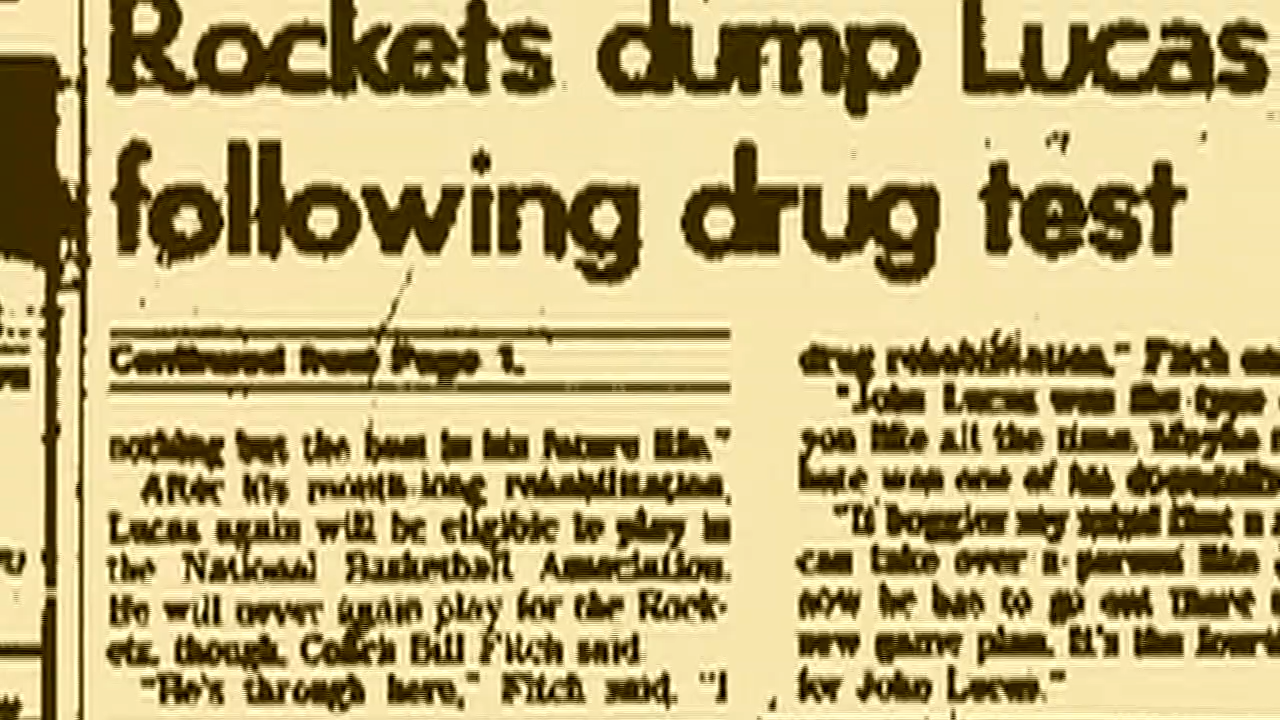 Rockets dump Lucas
following drug test
Continued from Page 1.
nothing but the best in his future life."
After his month-long rehabilitation,
Lucas again will be eligible to play in
the National Basketball Association.
He will never again play for the Rock-
ets, though, Coach Bill Fitch said.
"He's through here," Fitch said. "I
drug rehabilitation," Fitch
"John Lucas was the type
you like all the time. Maybe
hate was one of his
"It boggles my mind that
can take over a person like
now he has to go out there
new game plan. It's the
for John Lucas."